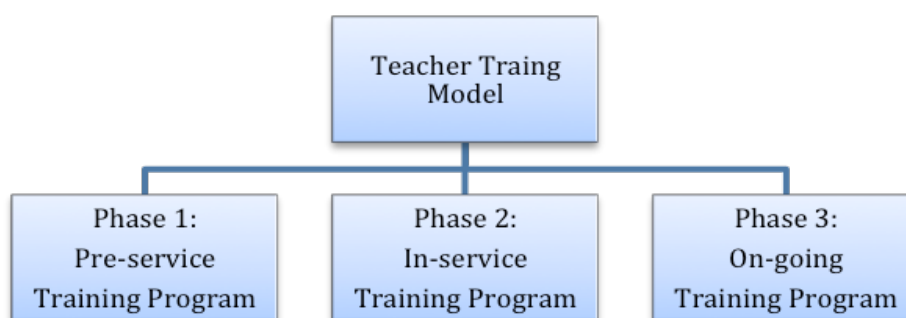 Teacher Traing
Model
Phase 1:
Pre-service
Training Program
Phase 2:
In-service
Training Program
Phase 3:
On-going
Training Program